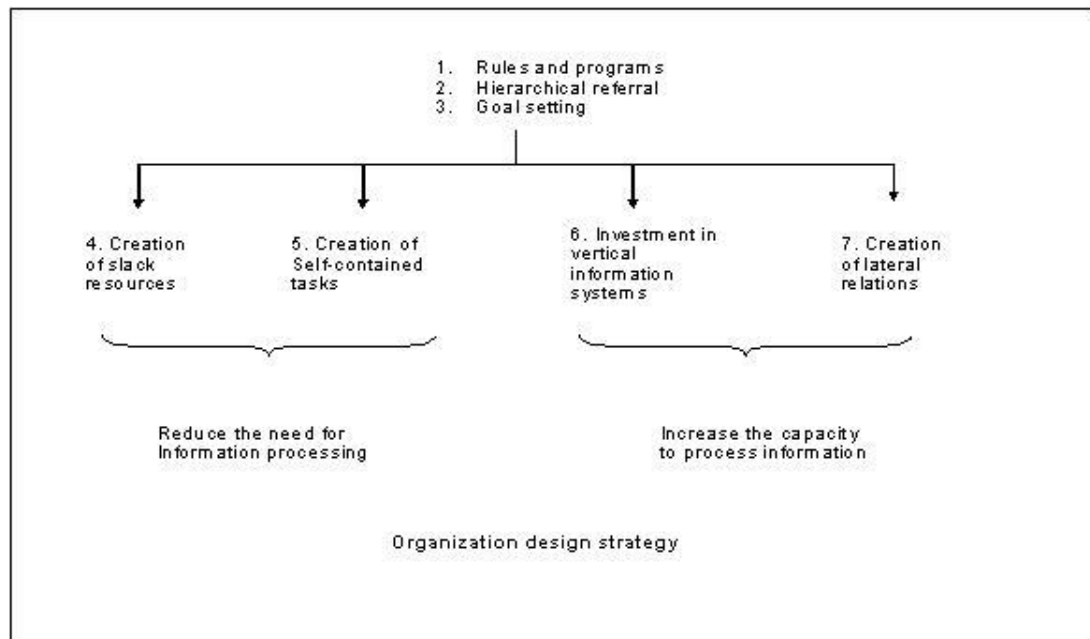 1. Rules and programs
2. Hierarchical referral
3. Goal setting
4. Creation
of slack
resources
5. Creation of
Self-contained
tasks
6. Investment in
vertical
information
systems
7. Creation
of lateral
relations
Reduce the need for
Information processing
Increase the capacity
to process information
Organization design strategy